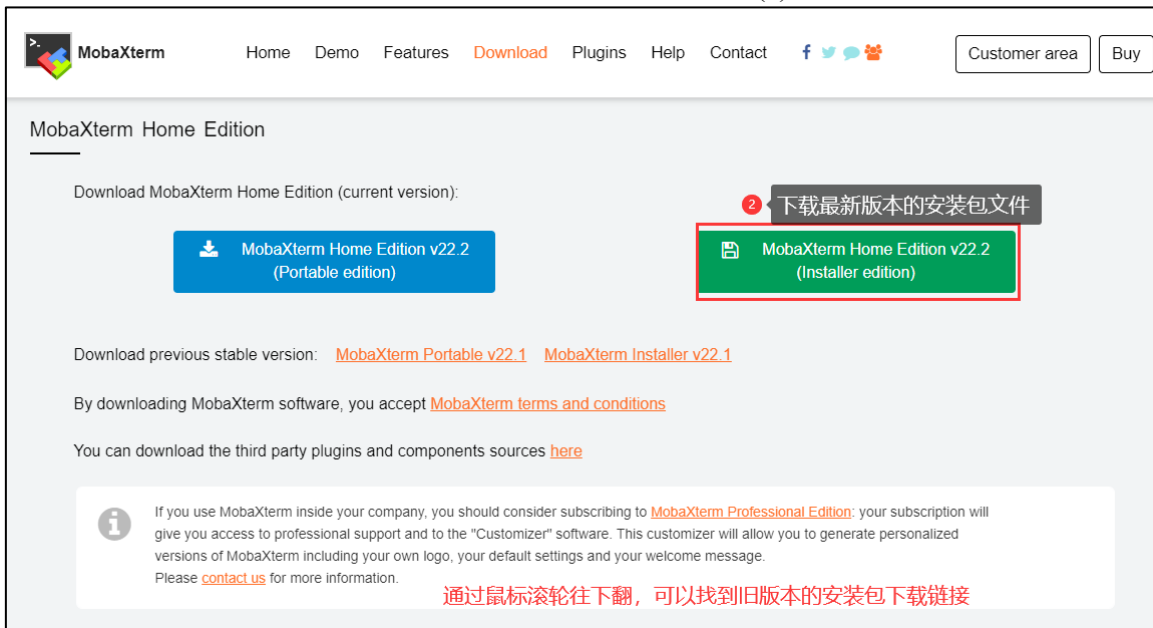 MobaXterm Home Demo Features Download Plugins Help Contact Customer area Buy
MobaXterm Home Edition
Download MobaXterm Home Edition (current version):
2 下载最新版本的安装包文件
MobaXterm Home Edition v22.2
(Portable edition)
MobaXterm Home Edition v22.2
(Installer edition)
Download previous stable version: MobaXterm Portable v22.1 MobaXterm Installer v22.1
By downloading MobaXterm software, you accept MobaXterm terms and conditions
You can download the third party plugins and components sources here
If you use MobaXterm inside your company, you should consider subscribing to MobaXterm Professional Edition: your subscription will
give you access to professional support and to the "Customizer" software. This customizer will allow you to generate personalized
versions of MobaXterm including your own logo, your default settings and your welcome message.
Please contact us for more information.
通过鼠标滚轮往下翻，可以找到旧版本的安装包下载链接